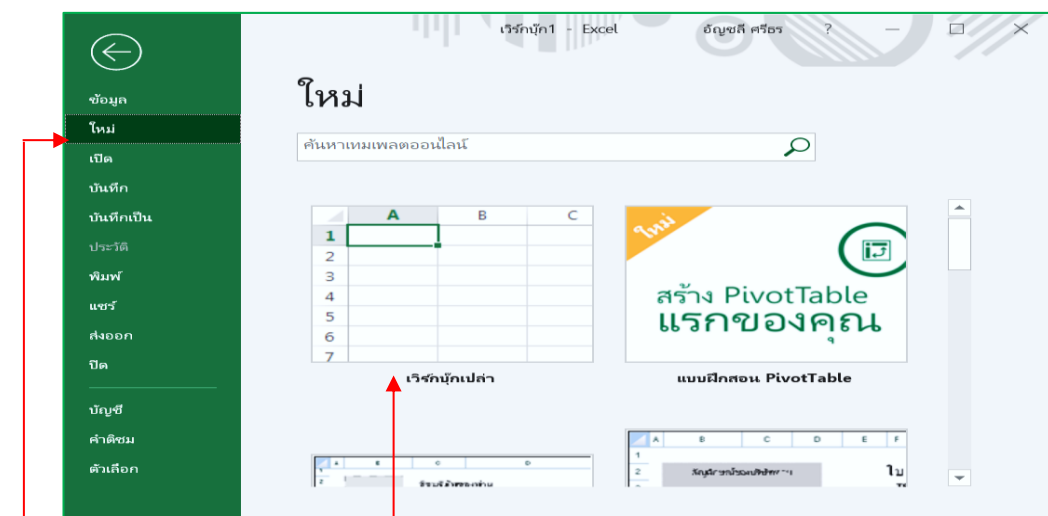 เวิร์กบุ๊ก1 - Excel อัญชลี ศรีธร ?
ข้อมูล
ใหม่
เปิด
บันทึก
บันทึกเป็น
ประวัติ
พิมพ์
แชร์
ส่งออก
ปิด
บัญชี
คำติชม
ตัวเลือก
ใหม่
ค้นหาเทมเพลตออนไลน์
A B C
1
2
3
4
5
6
7
เวิร์กบุ๊กเปล่า
ใหม่
สร้าง PivotTable
แรกของคุณ
แบบฝึกสอน PivotTable
A B C D E F
1
2